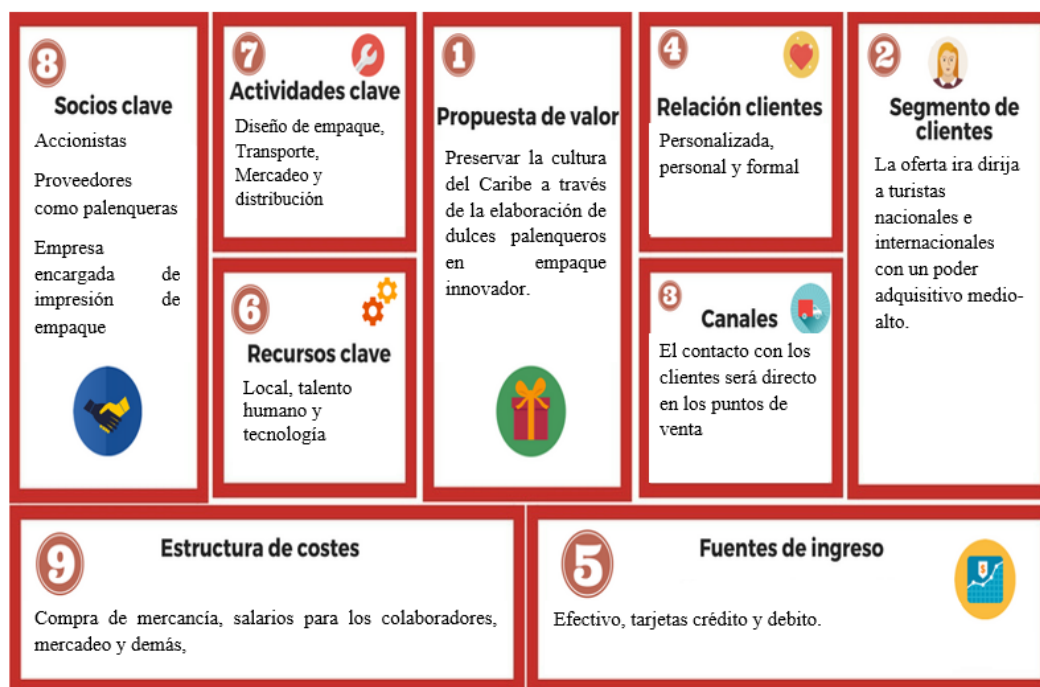 8
Socios clave
Accionistas
Proveedores
como palenqueras
Empresa
encargada de
impresión de
empaque
7
Actividades clave
Diseño de empaque,
Transporte,
Mercadeo y
distribución
6
Recursos clave
Local, talento
humano y
tecnología
1
Propuesta de valor
Preservar la cultura
del Caribe a través
de la elaboración de
dulces palenqueros
en empaque
innovador.
4
Relación clientes
Personalizada,
personal y formal
3
Canales
El contacto con los
clientes será directo
en los puntos de
venta
2
Segmento de
clientes
La oferta ira dirija
a turistas
nacionales e
internacionales
con un poder
adquisitivo medio-
alto.
9
Estructura de costes
Compra de mercancía, salarios para los colaboradores,
mercadeo y demás,
5
Fuentes de ingreso
$
Efectivo, tarjetas crédito y debito.